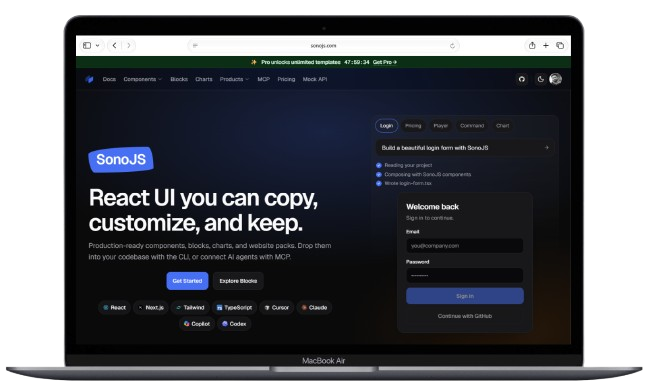 sonojs.com
✨ Pro unlocks unlimited templates 47:59:34 Get Pro →
Docs Components Blocks Charts Products MCP Pricing Mock API
Login Pricing Player Command Chart
Build a beautiful login form with SonoJS
Reading your project
Composing with SonoJS components
Wrote login-form.tsx
SonoJS
React UI you can copy,
customize, and keep.
Production-ready components, blocks, charts, and website packs. Drop them
into your codebase with the CLI, or connect AI agents with MCP.
Get Started Explore Blocks
React Next.js Tailwind TypeScript Cursor Claude
Copilot Codex
Welcome back
Sign in to continue.
Email
you@company.com
Password
Sign in
Continue with GitHub
MacBook Air